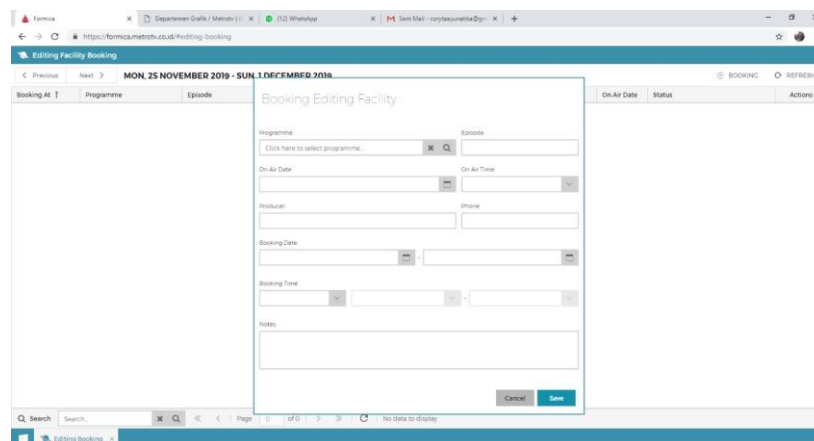 Formica
Departemen Grafik / Metrotv | G
(12) WhatsApp
Sent Mail - corytaayunatika@gm
https://formica.metrotv.co.id/#editing-booking
Editing Facility Booking
Previous Next MON, 25 NOVEMBER 2019 - SUN, 1 DECEMBER 2019 BOOKING REFRESH
Booking At Programme Episode On Air Date Status Actions
Booking Editing Facility
Programme: Episode:
Click here to select programme...
On Air Date: On Air Time:
Producer: Phone:
Booking Date:
-
Booking Time:
-
Notes:
Cancel Save
Search Search.. Page 0 of 0 No data to display
Editing Booking